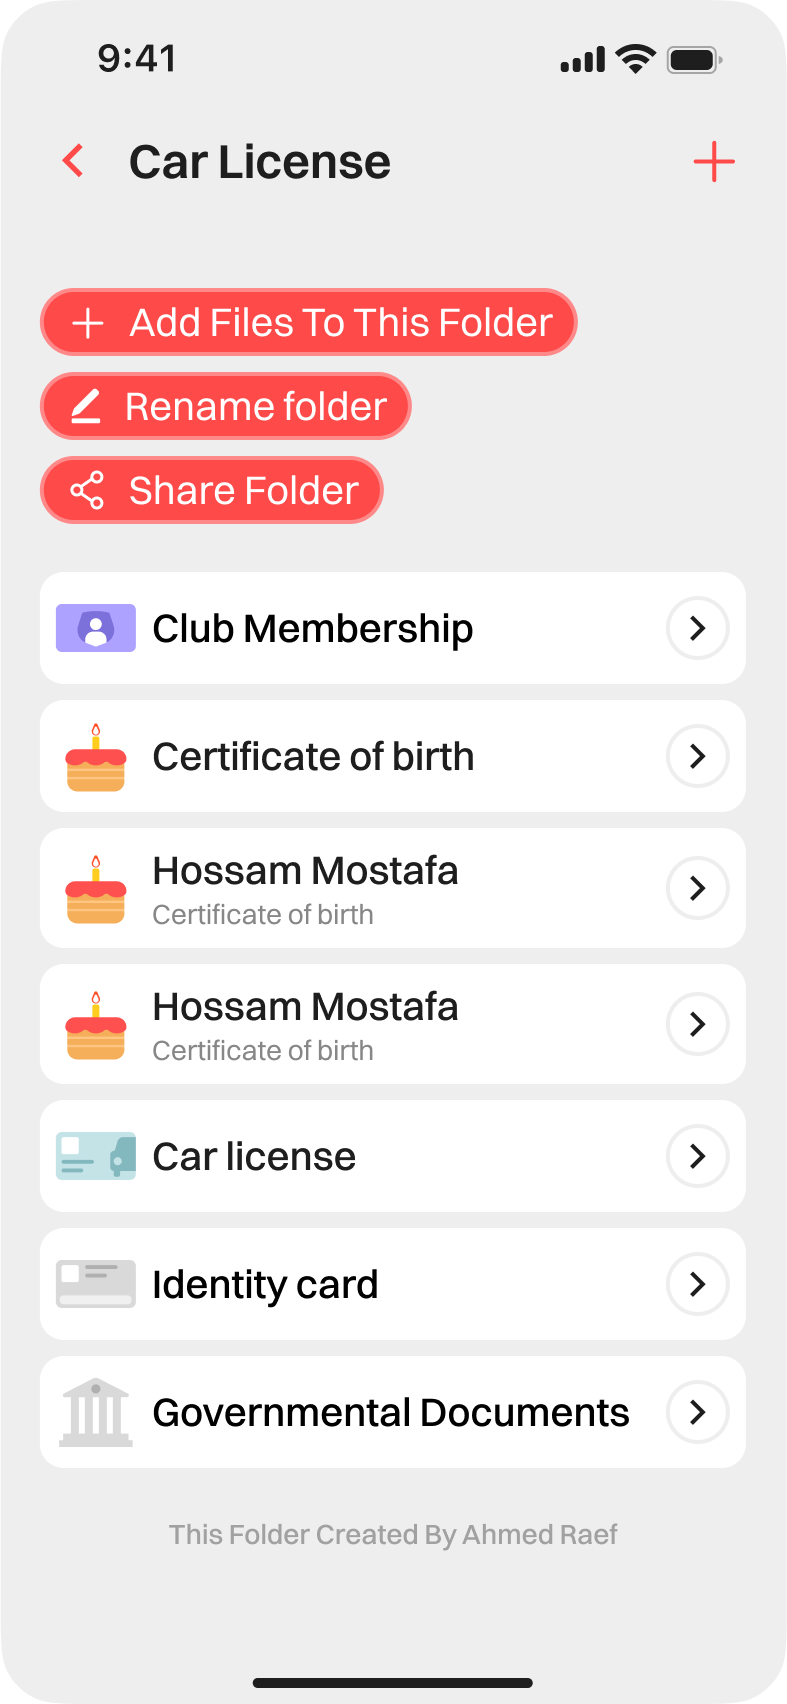 9:41
Car License
Add Files To This Folder
Rename folder
Share Folder
Club Membership
Certificate of birth
Hossam Mostafa
Certificate of birth
Hossam Mostafa
Certificate of birth
Car license
Identity card
Governmental Documents
This Folder Created By Ahmed Raef